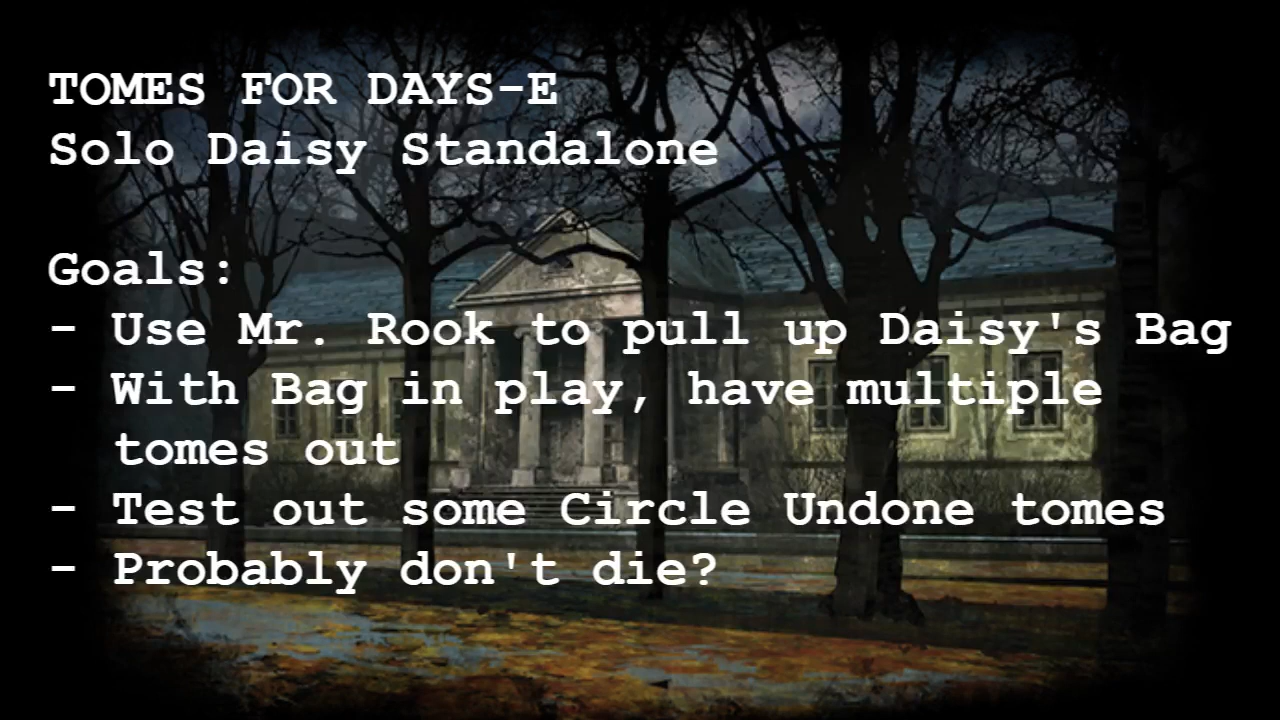 TOMES FOR DAYS-E
Solo Daisy Standalone
Goals:
- Use Mr. Rook to pull up Daisy's Bag
- With Bag in play, have multiple
tomes out
- Test out some Circle Undone tomes
- Probably don't die?